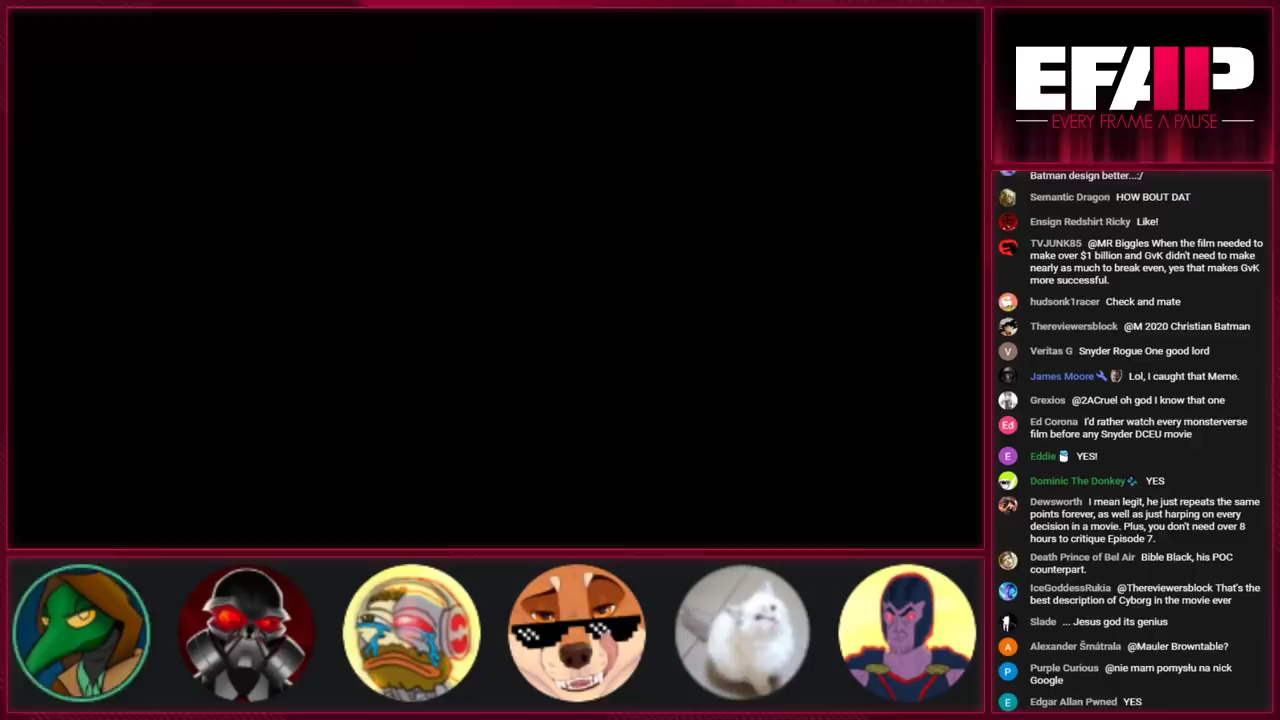 EFAP
EVERY FRAME A PAUSE
Batman design better...:/
Semantic Dragon HOW BOUT DAT
Ensign Redshirt Ricky Like!
TVJUNK85 @MR Biggles When the film needed to
make over $1 billion and GvK didn't need to make
nearly as much to break even, yes that makes GvK
more successful.
hudsonk1racer Check and mate
Thereviewersblock @M 2020 Christian Batman
V Veritas G Snyder Rogue One good lord
James Moore Lol, I caught that Meme.
Grexios @2ACruel oh god I know that one
Ed Ed Corona I'd rather watch every monsterverse
film before any Snyder DCEU movie
E Eddie YES!
Dominic The Donkey YES
Dewsworth I mean legit, he just repeats the same
points forever, as well as just harping on every
decision in a movie. Plus, you don't need over 8
hours to critique Episode 7.
Death Prince of Bel Air Bible Black, his POC
counterpart.
IceGoddessRukia @Thereviewersblock That's the
best description of Cyborg in the movie ever
Slade ... Jesus god its genius
A Alexander Šmátrala @Mauler Browntable?
P Purple Curious @nie mam pomysłu na nick
Google
E Edgar Allan Pwned YES